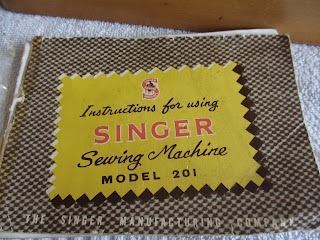 S
Instructions for using
SINGER
Sewing Machine
MODEL 201
THE SINGER MANUFACTURING COMPANY